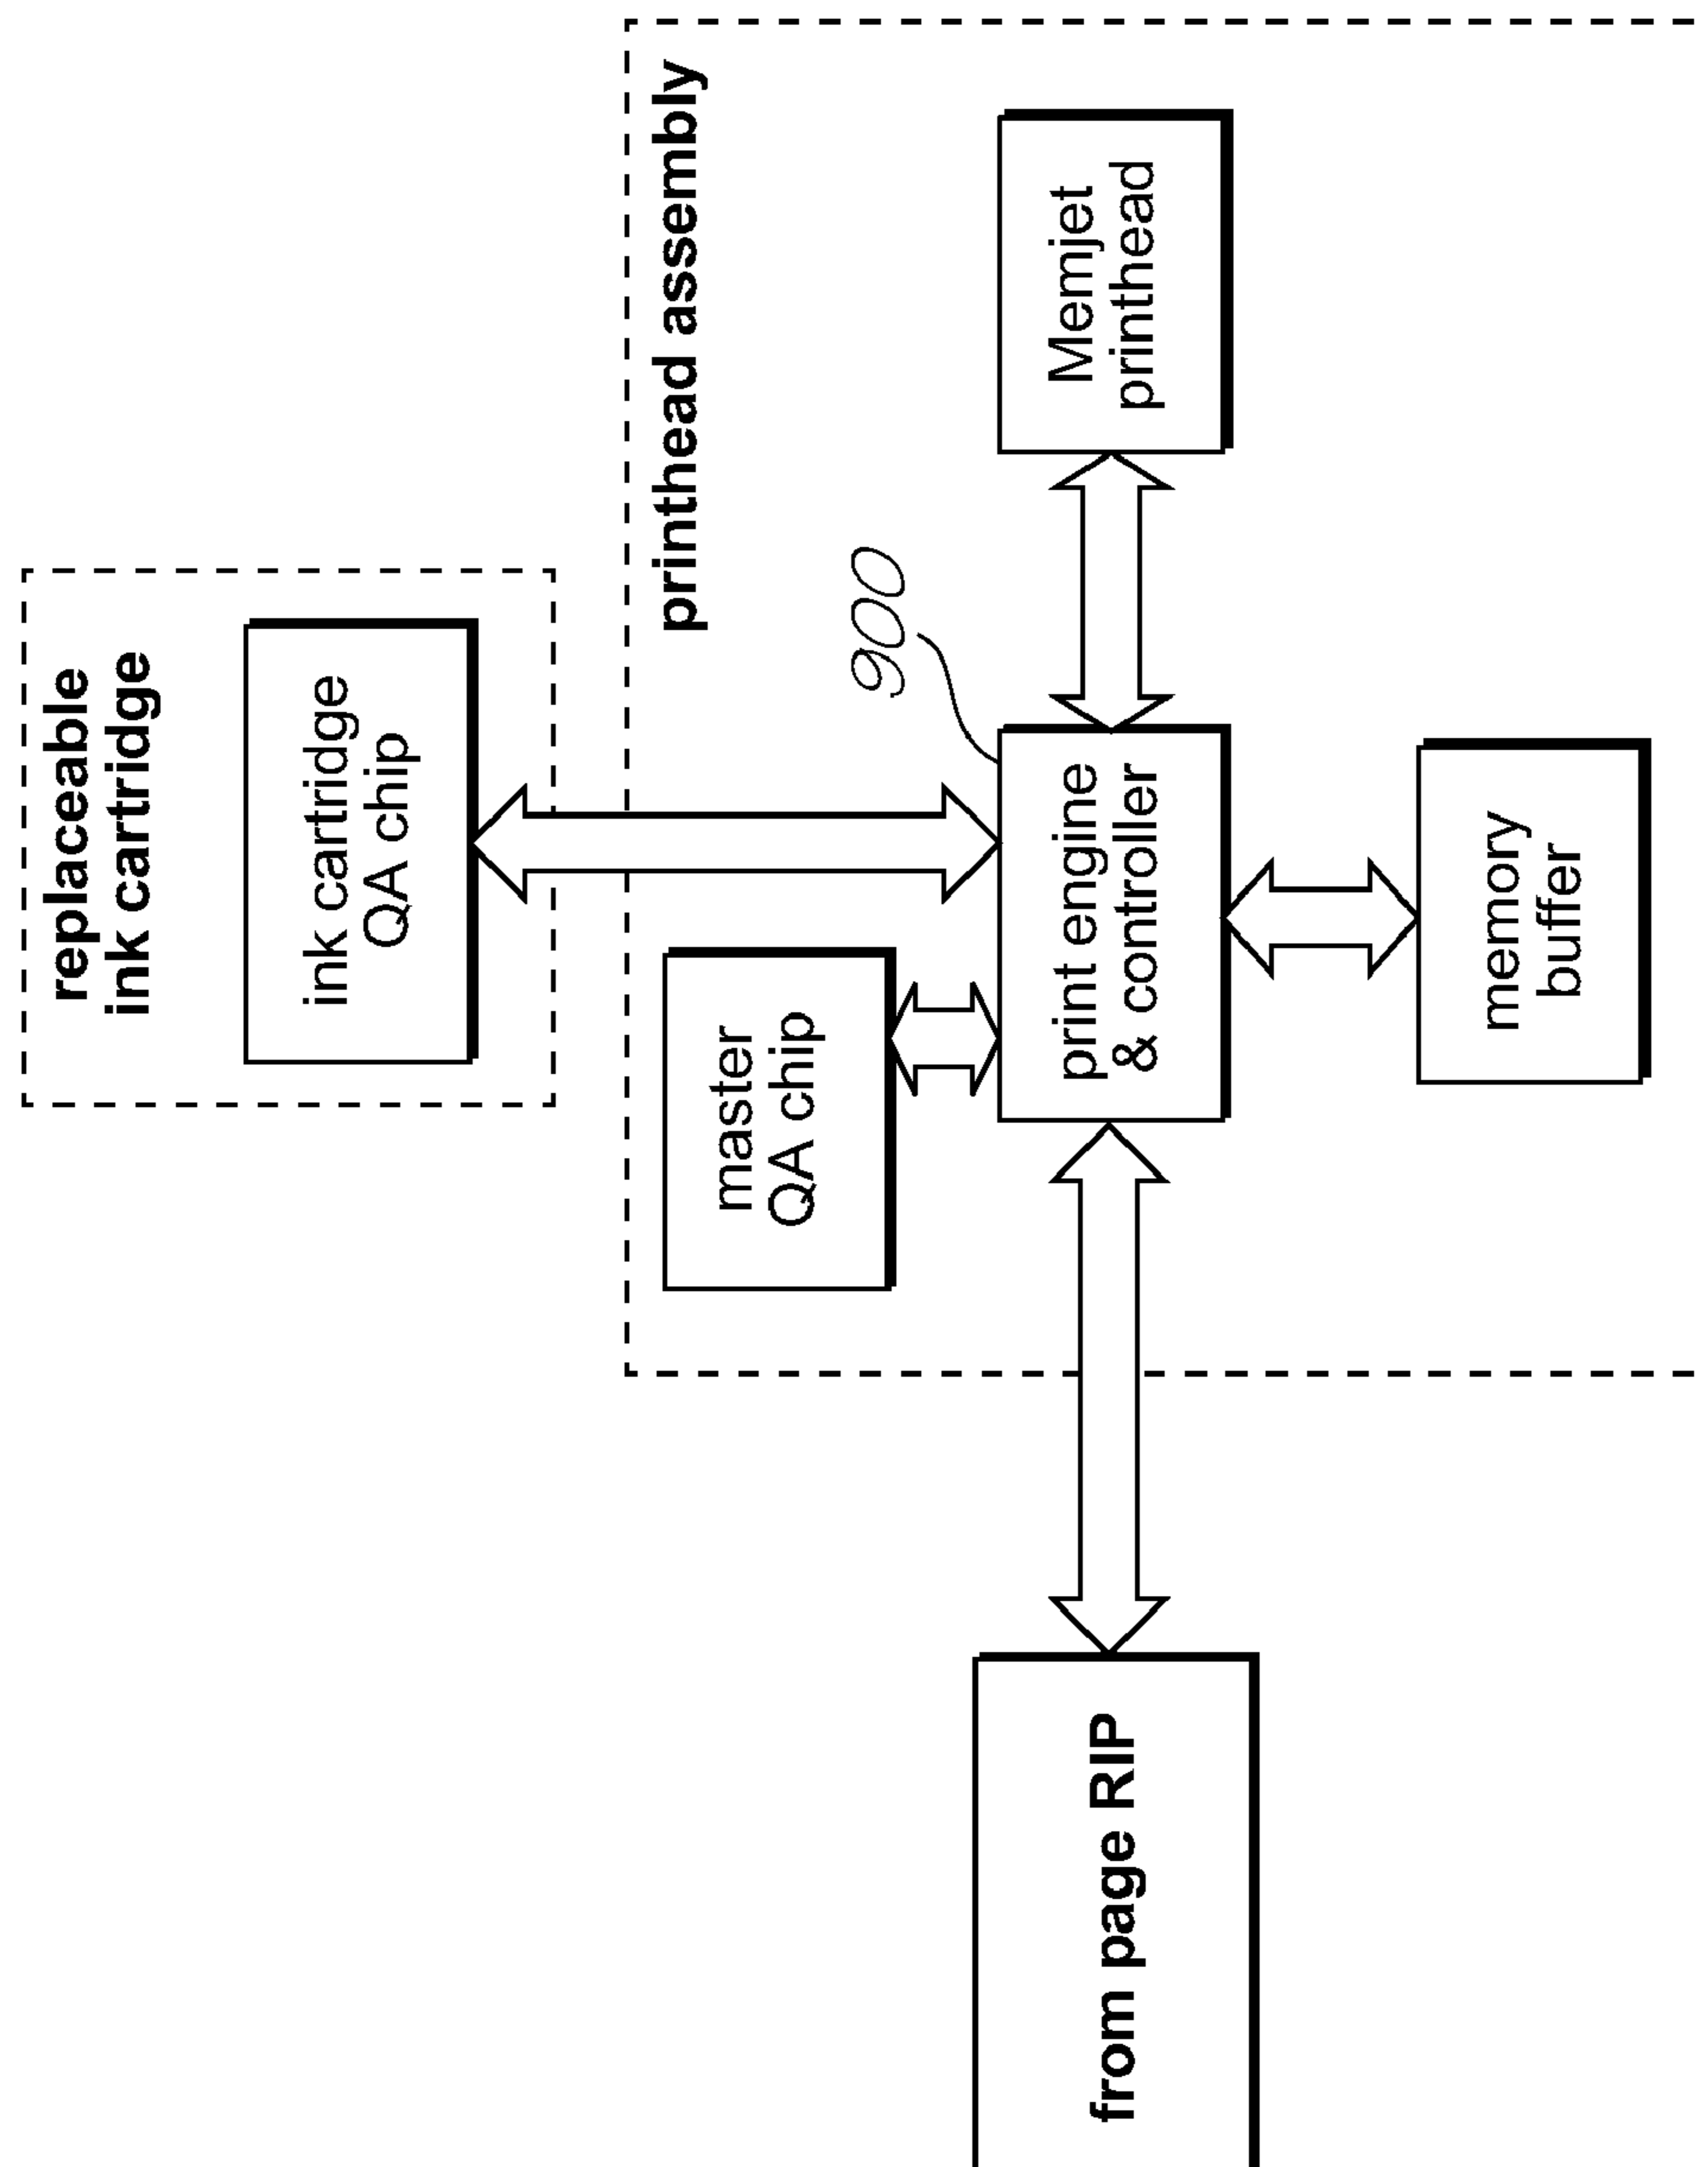 replaceable
ink cartridge
ink cartridge
QA chip
printhead assembly
master
QA chip
900
print engine
& controller
Memjet
printhead
memory
buffer
from page RIP